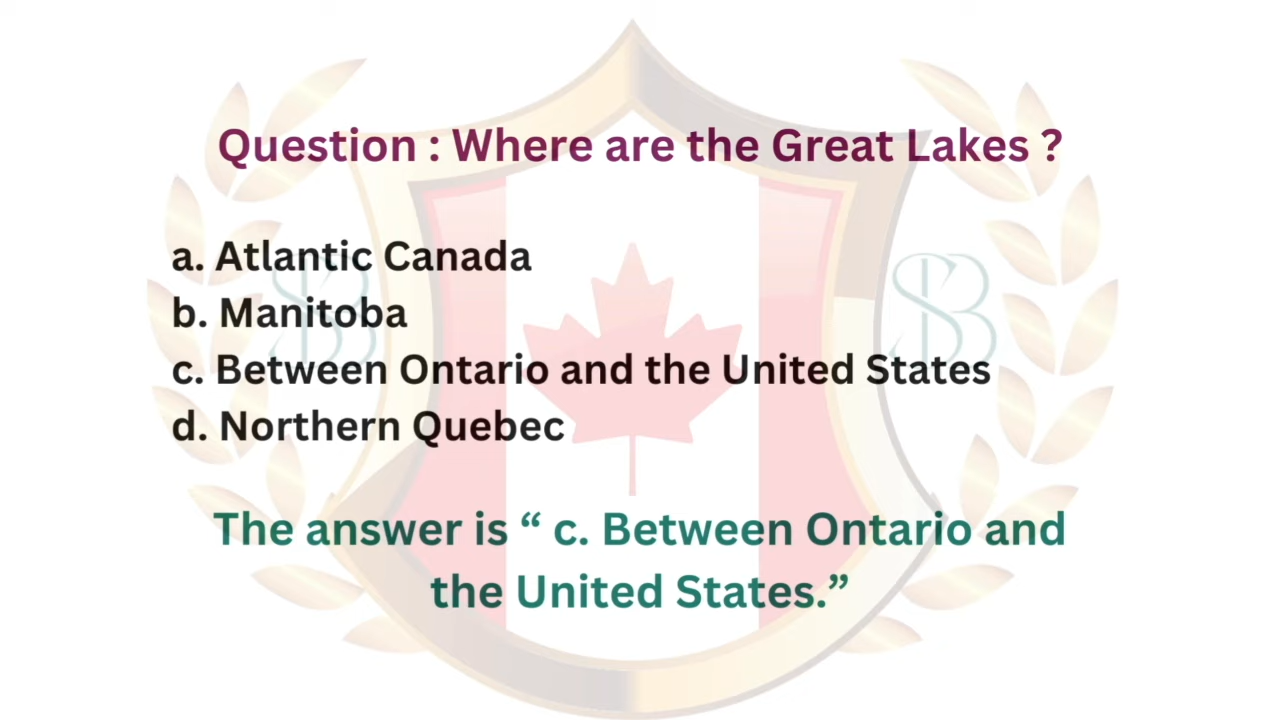 Question : Where are the Great Lakes ?
a. Atlantic Canada
b. Manitoba
c. Between Ontario and the United States
d. Northern Quebec
The answer is “ c. Between Ontario and
the United States.”